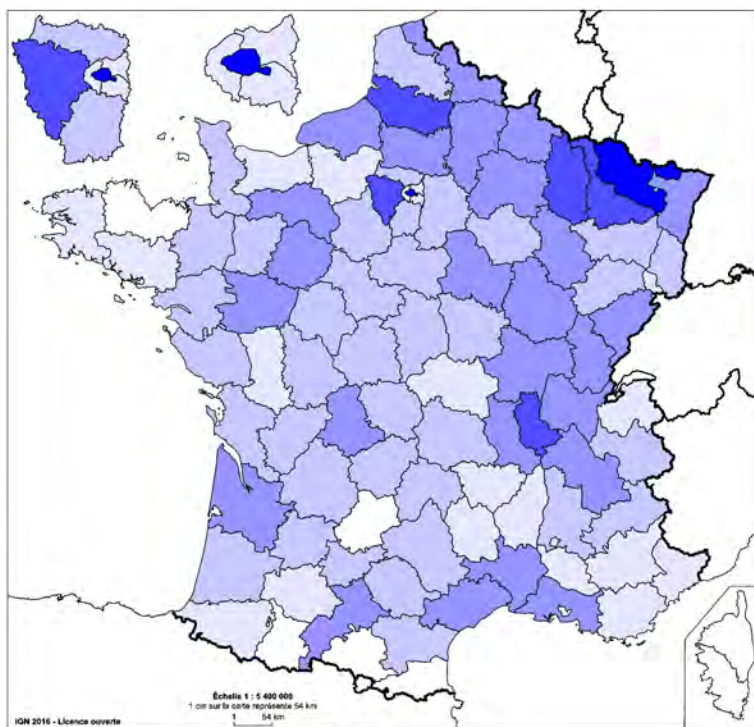 Échelle 1 : 5 400 000
1 cm sur la carte représente 54 km
1 54 km
IGN 2016 - Licence ouverte